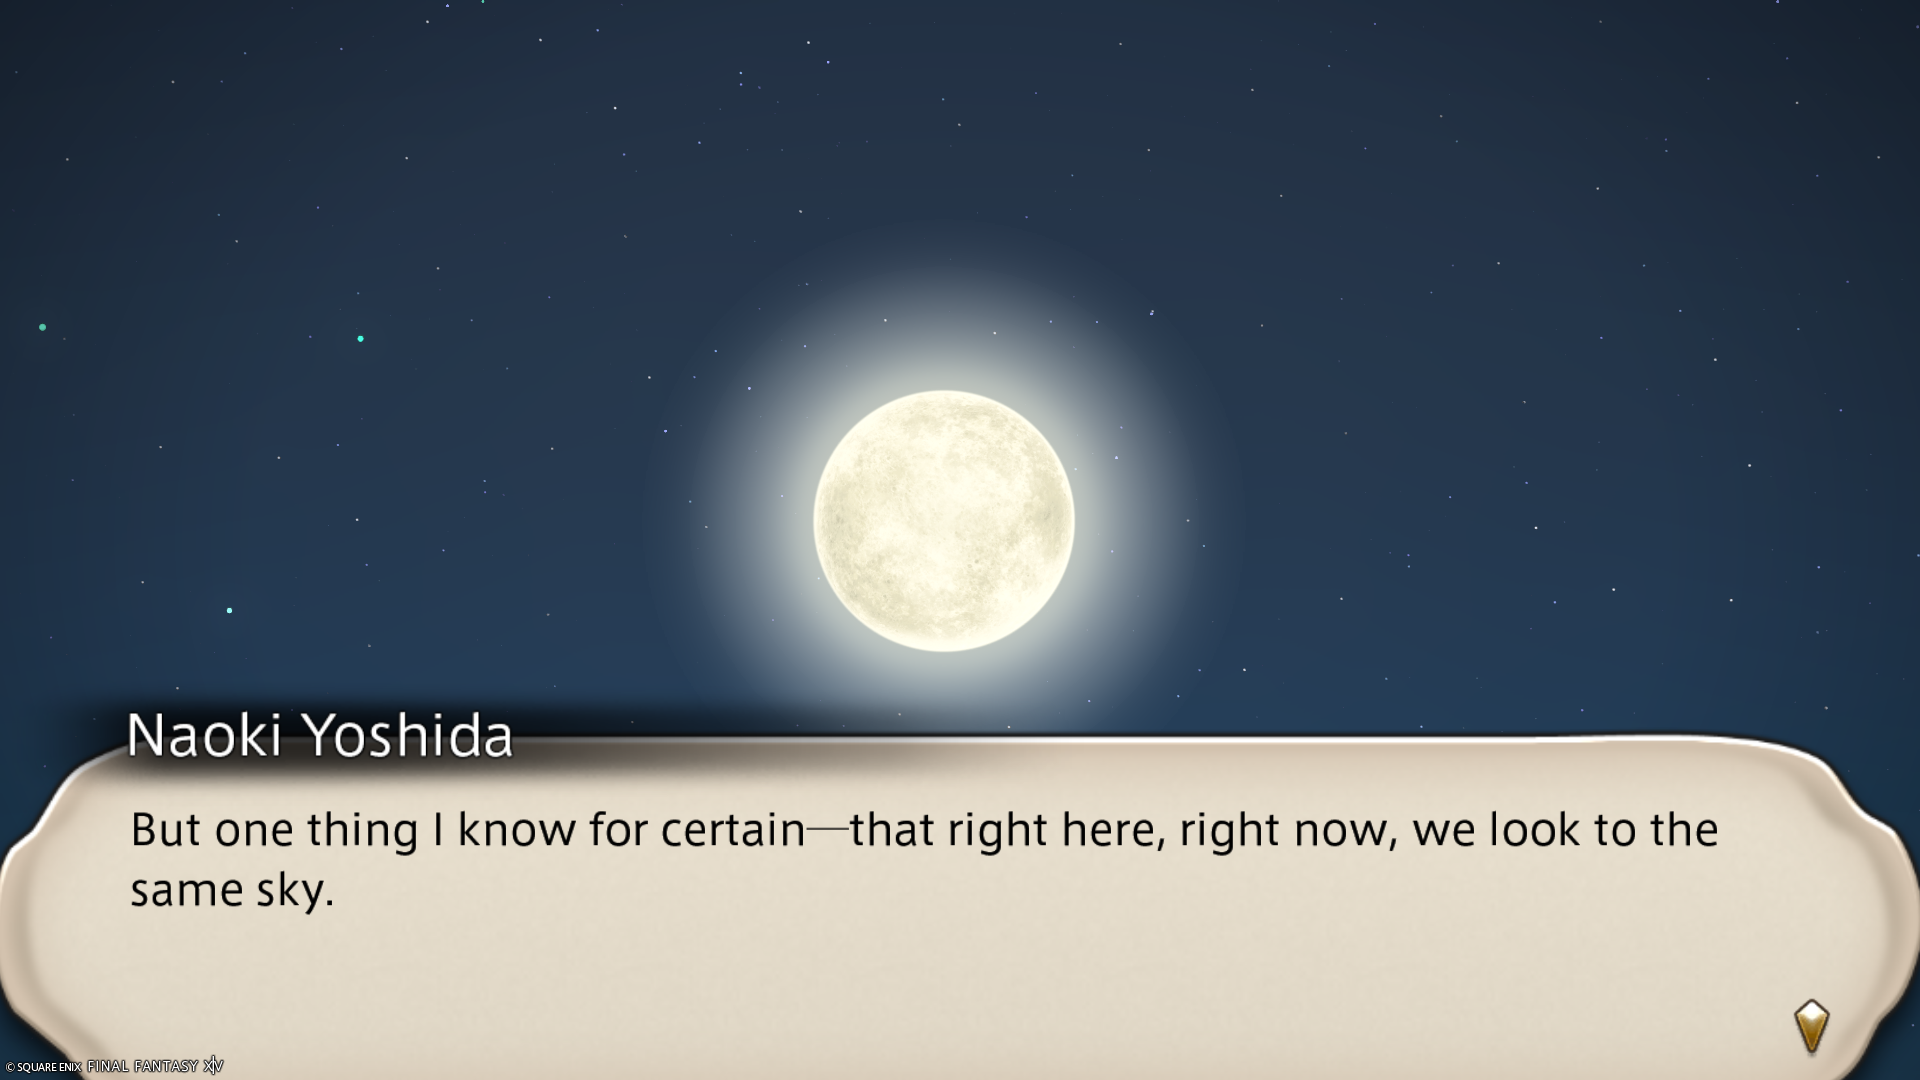 Naoki Yoshida
But one thing I know for certain—that right here, right now, we look to the
same sky.
© SQUARE ENIX FINAL FANTASY XIV